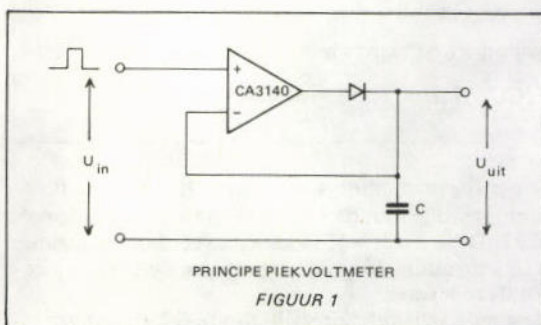 +
CA3140
−
U in
U uit
C
PRINCIPE PIEKVOLTMETER
FIGUUR 1